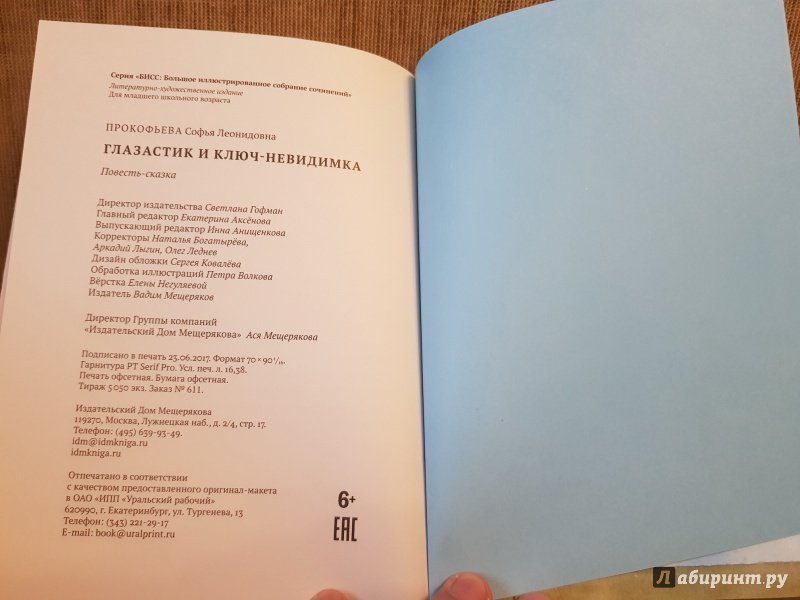 Серия «БИСС: Большое иллюстрированное собрание сочинений»
Литературно-художественное издание
Для младшего школьного возраста
ПРОКОФЬЕВА Софья Леонидовна
ГЛАЗАСТИК И КЛЮЧ-НЕВИДИМКА
Повесть-сказка
Директор издательства Светлана Гофман
Главный редактор Екатерина Аксёнова
Выпускающий редактор Инна Анищенкова
Корректоры Наталья Богатырёва,
Аркадий Лыгин, Олег Леднев
Дизайн обложки Сергея Ковалёва
Обработка иллюстраций Петра Волкова
Вёрстка Елены Негуляевой
Издатель Вадим Мещеряков
Директор Группы компаний
«Издательский Дом Мещерякова» Ася Мещерякова
Подписано в печать 23.06.2017. Формат 70×90 1/16.
Гарнитура PT Serif Pro. Усл. печ. л. 16,38.
Печать офсетная. Бумага офсетная.
Тираж 5050 экз. Заказ № 611.
Издательский Дом Мещерякова
119270, Москва, Лужнецкая наб., д. 2/4, стр. 17.
Телефон: (495) 639-93-49.
idm@idmkniga.ru
idmkniga.ru
Отпечатано в соответствии
с качеством предоставленного оригинал-макета
в ОАО «ИПП «Уральский рабочий»
620990, г. Екатеринбург, ул. Тургенева, 13
Телефон: (343) 221-29-17
E-mail: book@uralprint.ru
6+
EAC
Лабиринт.ру